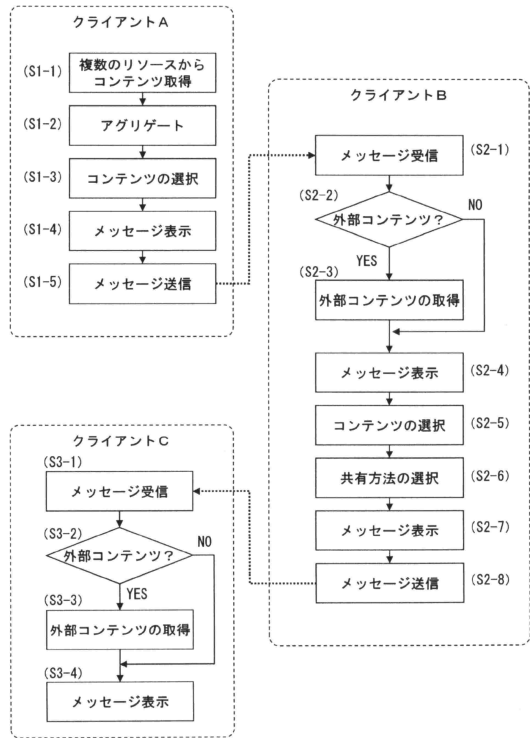 クライアントA
(S1-1)
複数のリソースから
コンテンツ取得
(S1-2)
アグリゲート
(S1-3)
コンテンツの選択
(S1-4)
メッセージ表示
(S1-5)
メッセージ送信
クライアントB
メッセージ受信
(S2-1)
(S2-2)
外部コンテンツ?
NO
YES
(S2-3)
外部コンテンツの取得
メッセージ表示
(S2-4)
コンテンツの選択
(S2-5)
共有方法の選択
(S2-6)
メッセージ表示
(S2-7)
メッセージ送信
(S2-8)
クライアントC
(S3-1)
メッセージ受信
(S3-2)
外部コンテンツ?
NO
YES
(S3-3)
外部コンテンツの取得
(S3-4)
メッセージ表示